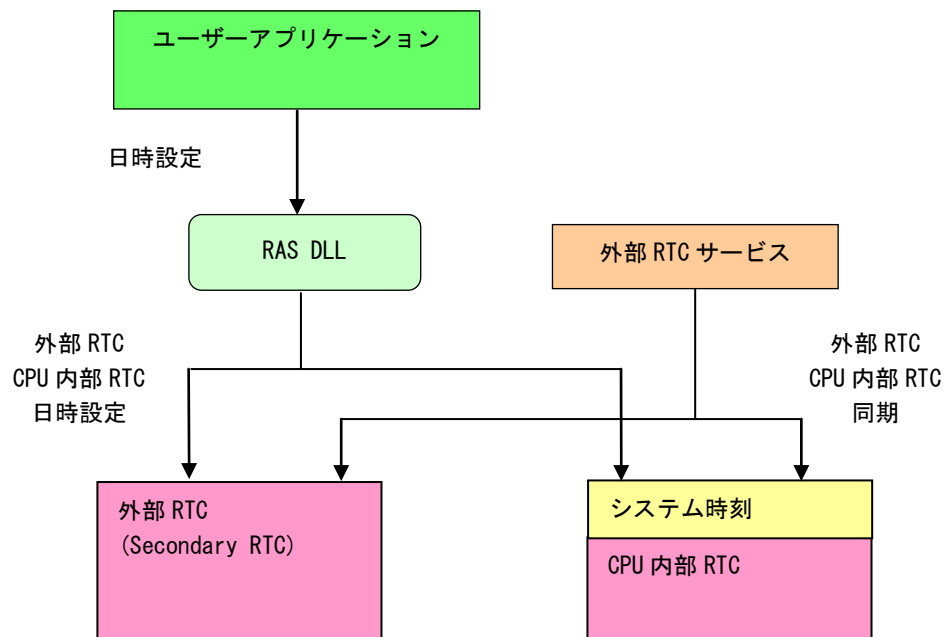 ユーザーアプリケーション
日時設定
RAS DLL
外部 RTC サービス
外部 RTC
CPU 内部 RTC
日時設定
外部 RTC
CPU 内部 RTC
同期
外部 RTC
(Secondary RTC)
システム時刻
CPU 内部 RTC